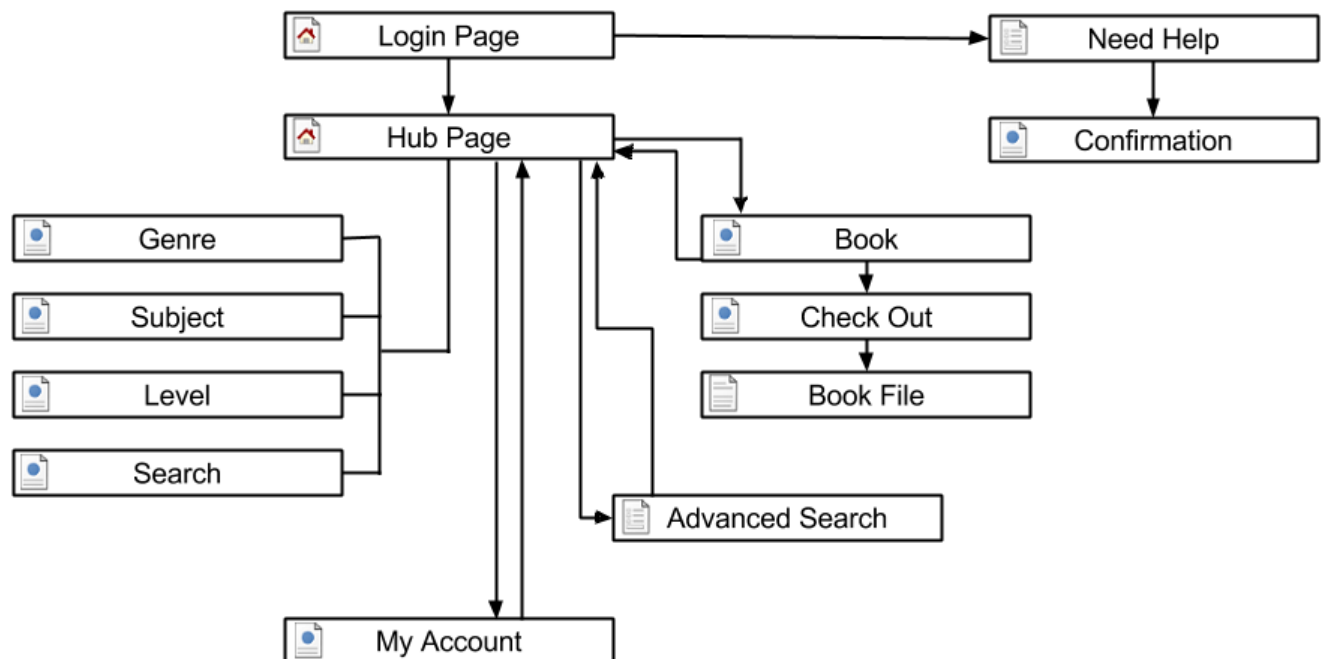 Login Page
Need Help
Hub Page
Confirmation
Genre
Book
Subject
Check Out
Level
Book File
Search
Advanced Search
My Account